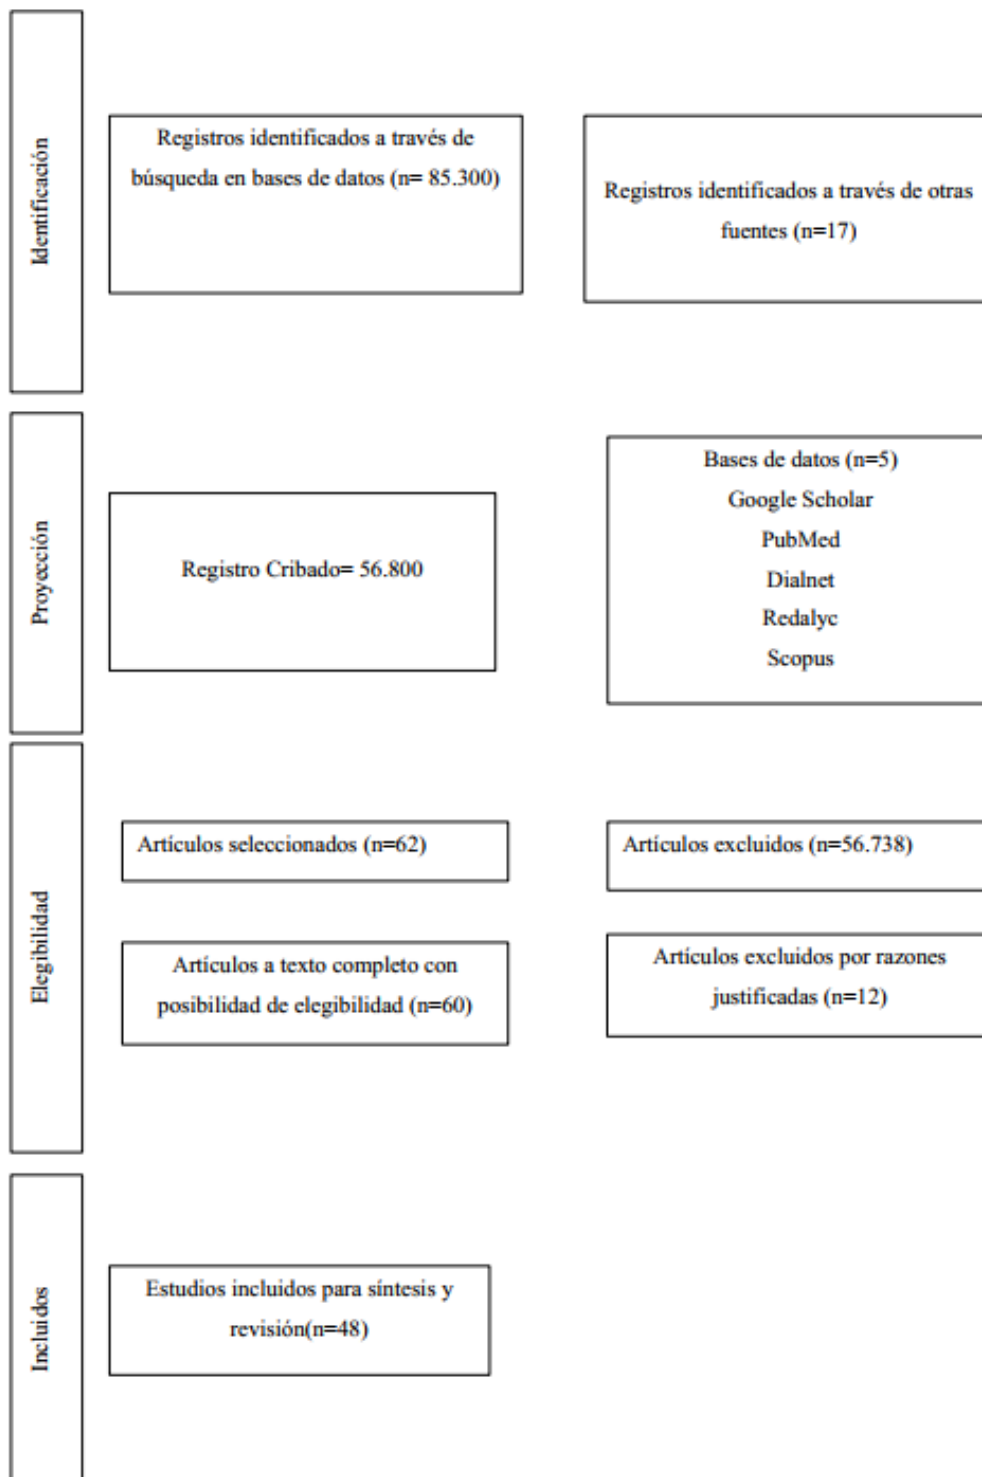 Identificación
Registros identificados a través de
búsqueda en bases de datos (n= 85.300)
Registros identificados a través de otras
fuentes (n=17)
Proyección
Registro Cribado= 56.800
Bases de datos (n=5)
Google Scholar
PubMed
Dialnet
Redalyc
Scopus
Elegibilidad
Artículos seleccionados (n=62)
Artículos excluidos (n=56.738)
Artículos a texto completo con
posibilidad de elegibilidad (n=60)
Artículos excluidos por razones
justificadas (n=12)
Incluidos
Estudios incluidos para síntesis y
revisión(n=48)